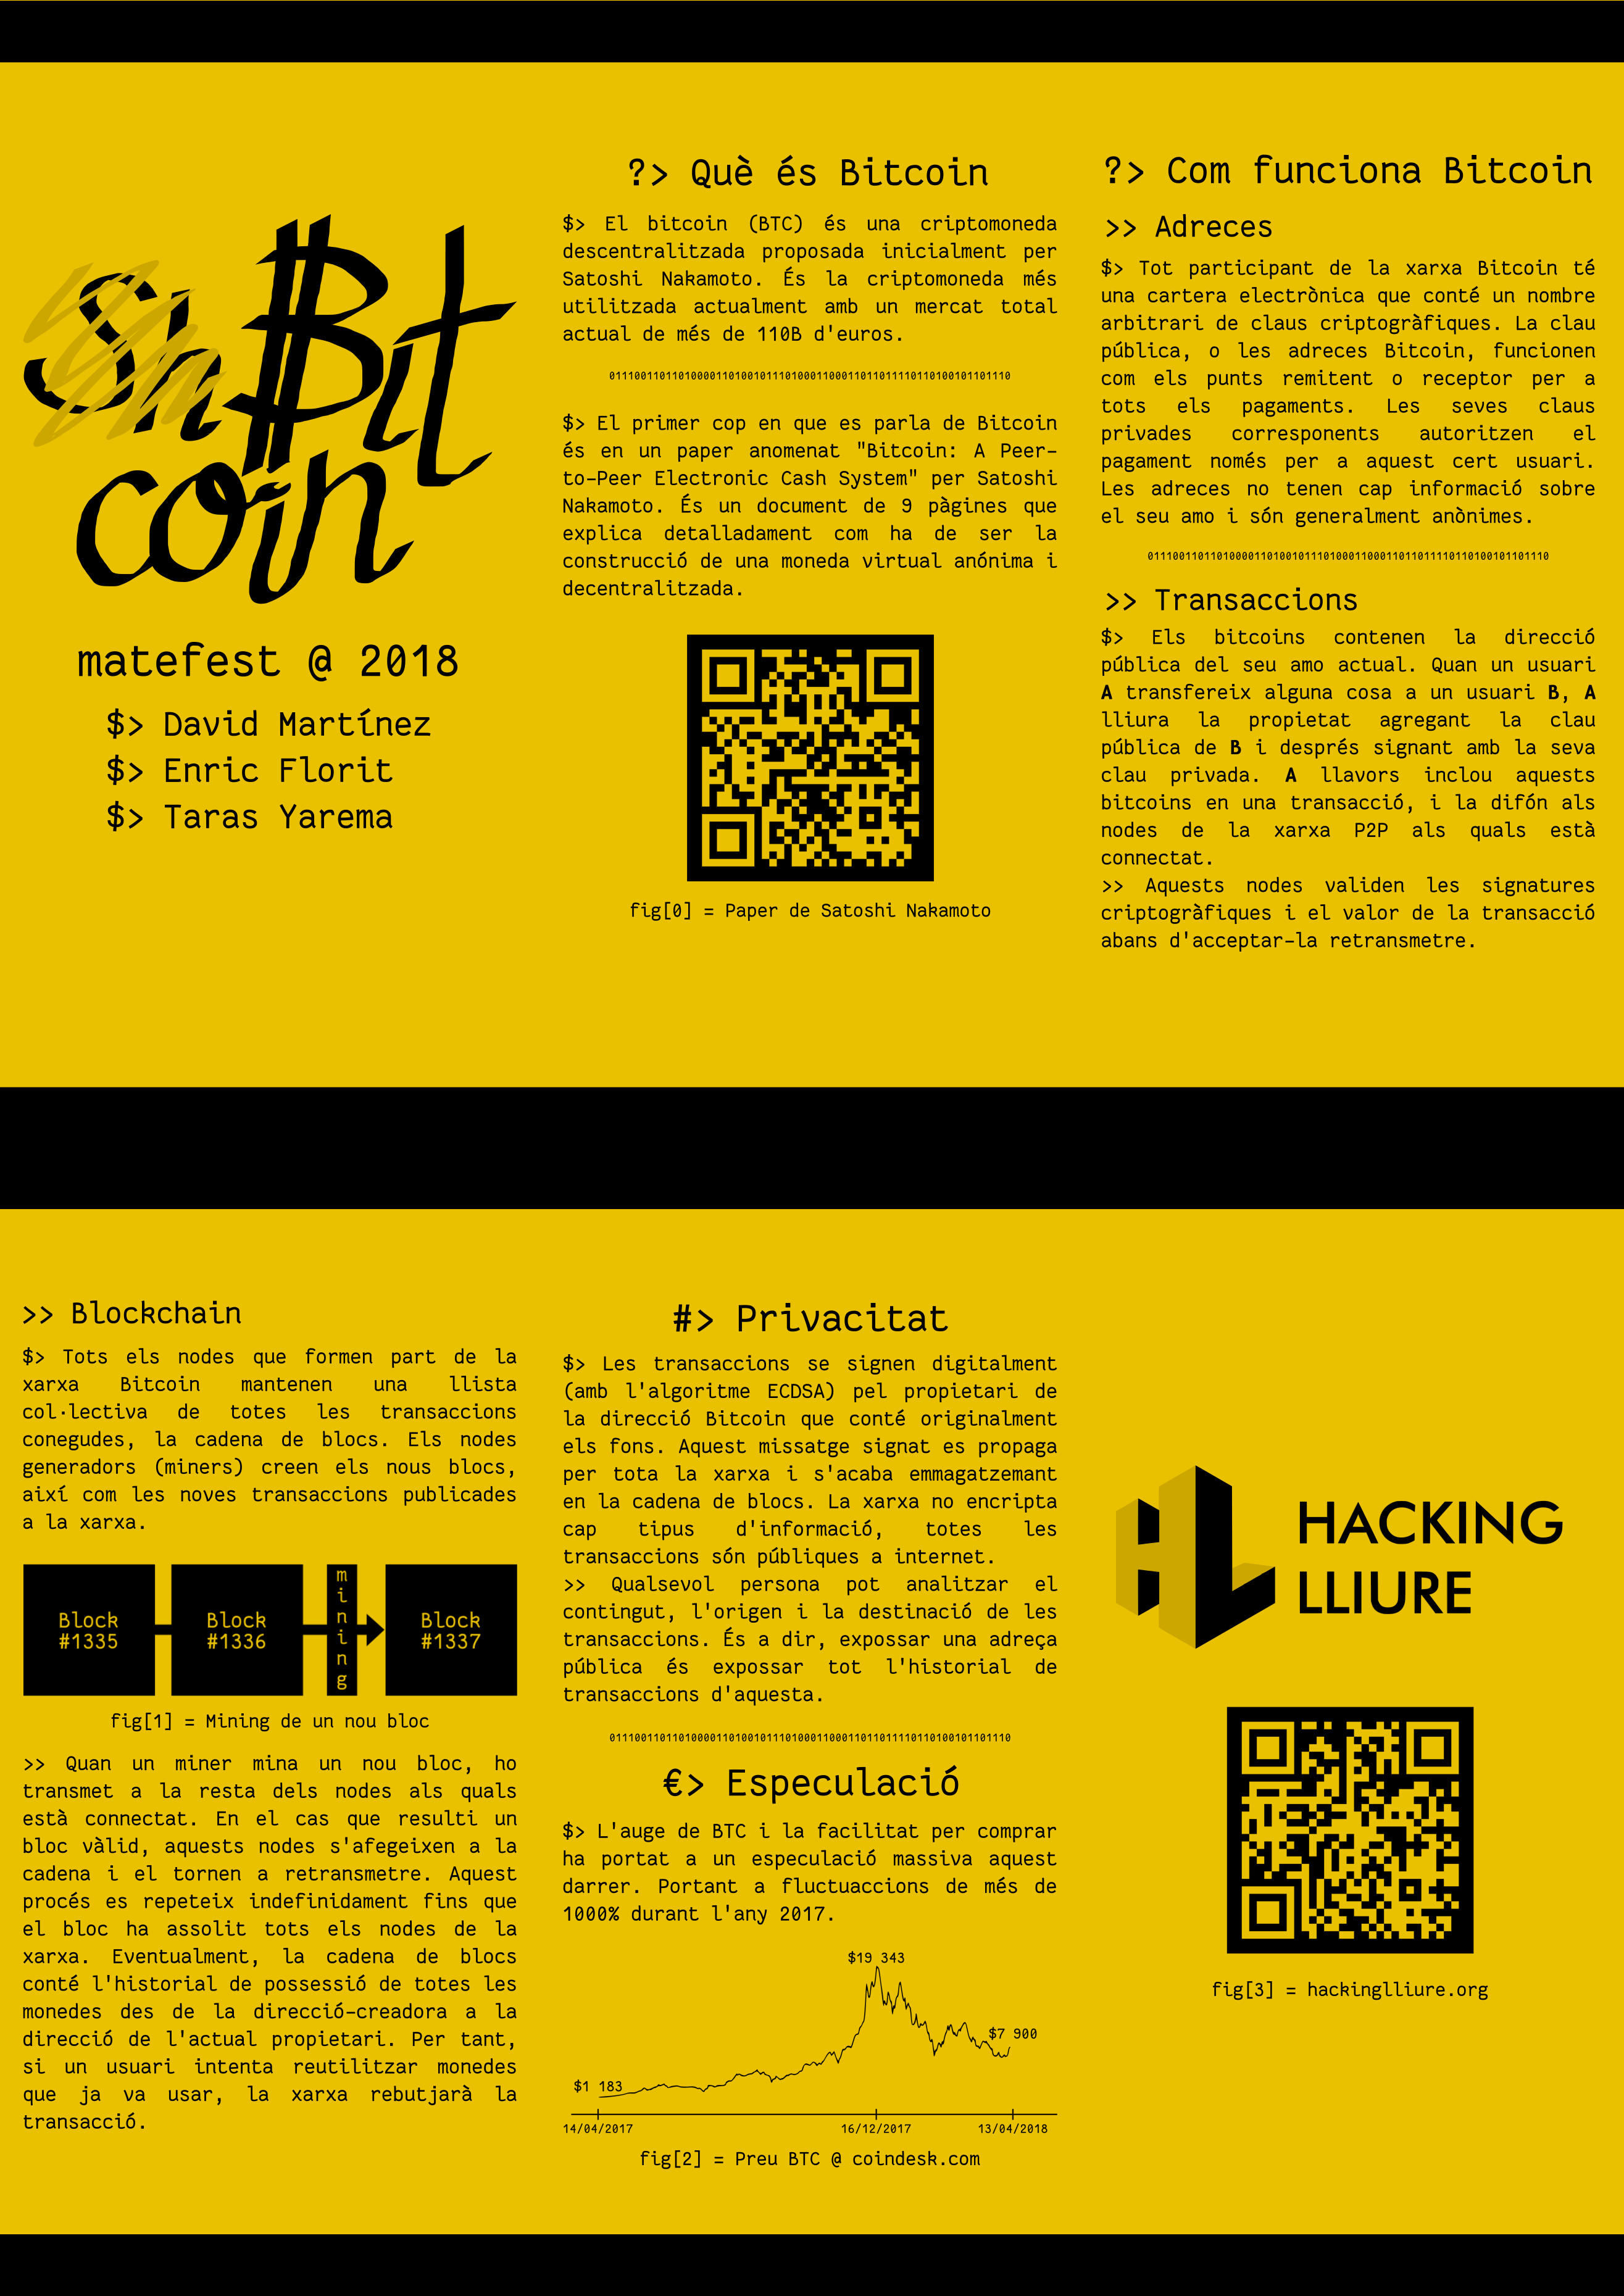 ShBit
coin
matefest @ 2018
$> David Martínez
$> Enric Florit
$> Taras Yarema
?> Què és Bitcoin
$> El bitcoin (BTC) és una criptomoneda
descentralitzada proposada inicialment per
Satoshi Nakamoto. És la criptomoneda més
utilitzada actualment amb un mercat total
actual de més de 110B d'euros.
0111001101101000011010010111010001100011011011110110100101101110
$> El primer cop en que es parla de Bitcoin
és en un paper anomenat "Bitcoin: A Peer-
to-Peer Electronic Cash System" per Satoshi
Nakamoto. És un document de 9 pàgines que
explica detalladament com ha de ser la
construcció de una moneda virtual anónima i
decentralitzada.
fig[0] = Paper de Satoshi Nakamoto
?> Com funciona Bitcoin
>> Adreces
$> Tot participant de la xarxa Bitcoin té
una cartera electrònica que conté un nombre
arbitrari de claus criptogràfiques. La clau
pública, o les adreces Bitcoin, funcionen
com els punts remitent o receptor per a
tots els pagaments. Les seves claus
privades corresponents autoritzen el
pagament només per a aquest cert usuari.
Les adreces no tenen cap informació sobre
el seu amo i són generalment anònimes.
0111001101101000011010010111010001100011011011110110100101101110
>> Transaccions
$> Els bitcoins contenen la direcció
pública del seu amo actual. Quan un usuari
A transfereix alguna cosa a un usuari B, A
lliura la propietat agregant la clau
pública de B i després signant amb la seva
clau privada. A llavors inclou aquests
bitcoins en una transacció, i la difón als
nodes de la xarxa P2P als quals està
connectat.
>> Aquests nodes validen les signatures
criptogràfiques i el valor de la transacció
abans d'acceptar-la retransmetre.
>> Blockchain
$> Tots els nodes que formen part de la
xarxa Bitcoin mantenen una llista
col·lectiva de totes les transaccions
conegudes, la cadena de blocs. Els nodes
generadors (miners) creen els nous blocs,
així com les noves transaccions publicades
a la xarxa.
Block
#1335
Block
#1336
mining
Block
#1337
fig[1] = Mining de un nou bloc
>> Quan un miner mina un nou bloc, ho
transmet a la resta dels nodes als quals
està connectat. En el cas que resulti un
bloc vàlid, aquests nodes s'afegeixen a la
cadena i el tornen a retransmetre. Aquest
procés es repeteix indefinidament fins que
el bloc ha assolit tots els nodes de la
xarxa. Eventualment, la cadena de blocs
conté l'historial de possessió de totes les
monedes des de la direcció-creadora a la
direcció de l'actual propietari. Per tant,
si un usuari intenta reutilitzar monedes
que ja va usar, la xarxa rebutjarà la
transacció.
#> Privacitat
$> Les transaccions se signen digitalment
(amb l'algoritme ECDSA) pel propietari de
la direcció Bitcoin que conté originalment
els fons. Aquest missatge signat es propaga
per tota la xarxa i s'acaba emmagatzemant
en la cadena de blocs. La xarxa no encripta
cap tipus d'informació, totes les
transaccions són públiques a internet.
>> Qualsevol persona pot analitzar el
contingut, l'origen i la destinació de les
transaccions. És a dir, expossar una adreça
pública és expossar tot l'historial de
transaccions d'aquesta.
0111001101101000011010010111010001100011011011110110100101101110
€> Especulació
$> L'auge de BTC i la facilitat per comprar
ha portat a un especulació massiva aquest
darrer. Portant a fluctuaccions de més de
1000% durant l'any 2017.
$19 343
$7 900
$1 183
14/04/2017
16/12/2017
13/04/2018
fig[2] = Preu BTC @ coindesk.com
HL
HACKING
LLIURE
fig[3] = hackinglliure.org